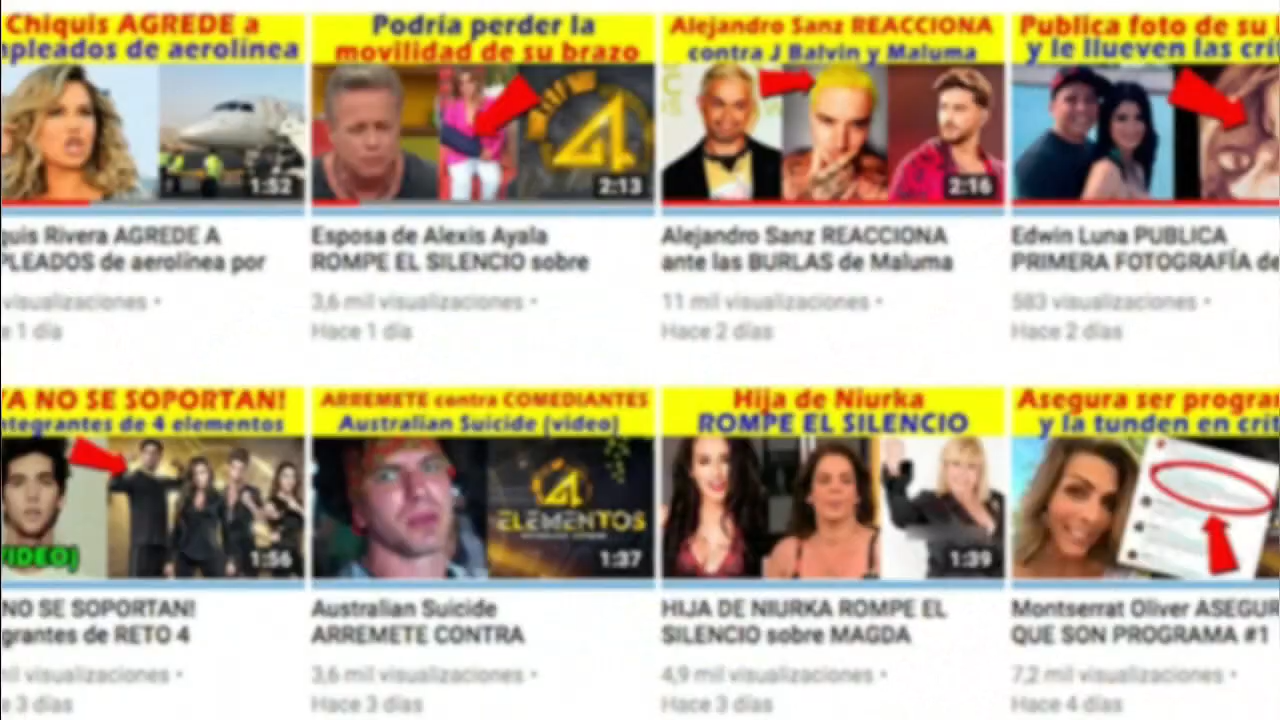 Chiquis AGREDE a
mpleados de aerolínea
1:52
quis Rivera AGREDE A
PLEADOS de aerolínea por
visualizaciones •
e 1 día
Podría perder la
movilidad de su brazo
4
2:13
Esposa de Alexis Ayala
ROMPE EL SILENCIO sobre
3,6 mil visualizaciones •
Hace 1 día
Alejandro Sanz REACCIONA
contra J Balvin y Maluma
2:16
Alejandro Sanz REACCIONA
ante las BURLAS de Maluma
11 mil visualizaciones •
Hace 2 días
Publica foto de su
y le llueven las crít
Edwin Luna PUBLICA
PRIMERA FOTOGRAFÍA de
583 visualizaciones •
Hace 2 días
YA NO SE SOPORTAN!
ntegrantes de 4 elementos
VIDEO)
1:56
NO SE SOPORTAN!
grantes de RETO 4
mil visualizaciones •
e 3 días
ARREMETE contra COMEDIANTES
Australian Suicide (video)
4
ELEMENTOS
1:37
Australian Suicide
ARREMETE CONTRA
3,6 mil visualizaciones •
Hace 3 días
Hija de Niurka
ROMPE EL SILENCIO
1:39
HIJA DE NIURKA ROMPE EL
SILENCIO sobre MAGDA
4,9 mil visualizaciones •
Hace 3 días
Asegura ser program
y la tunden en crít
Montserrat Oliver ASEGUR
QUE SON PROGRAMA #1
7,2 mil visualizaciones •
Hace 4 días